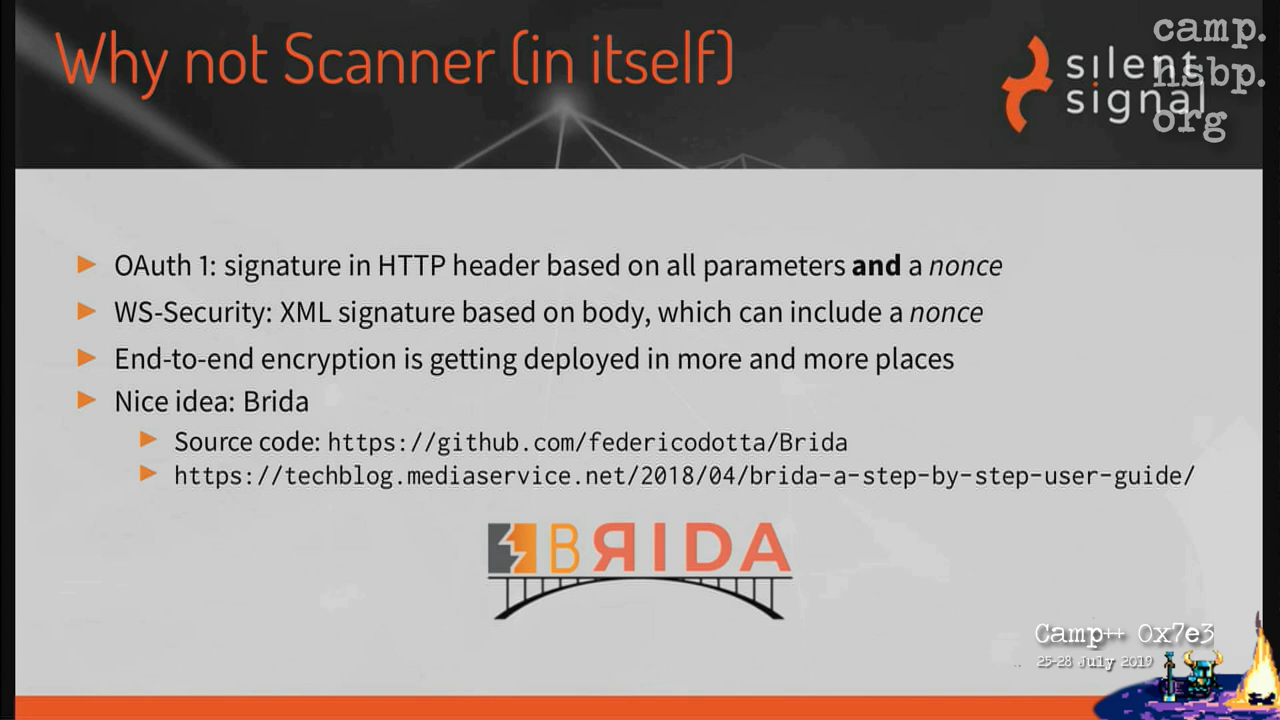 Why not Scanner (in itself)
silent
signal
camp.
hsbp.
org
OAuth 1: signature in HTTP header based on all parameters and a nonce
WS-Security: XML signature based on body, which can include a nonce
End-to-end encryption is getting deployed in more and more places
Nice idea: Brida
Source code: https://github.com/federicodotta/Brida
https://techblog.mediaservice.net/2018/04/brida-a-step-by-step-user-guide/
BRIDA
Camp++ 0x7e3
25-28 July 2019